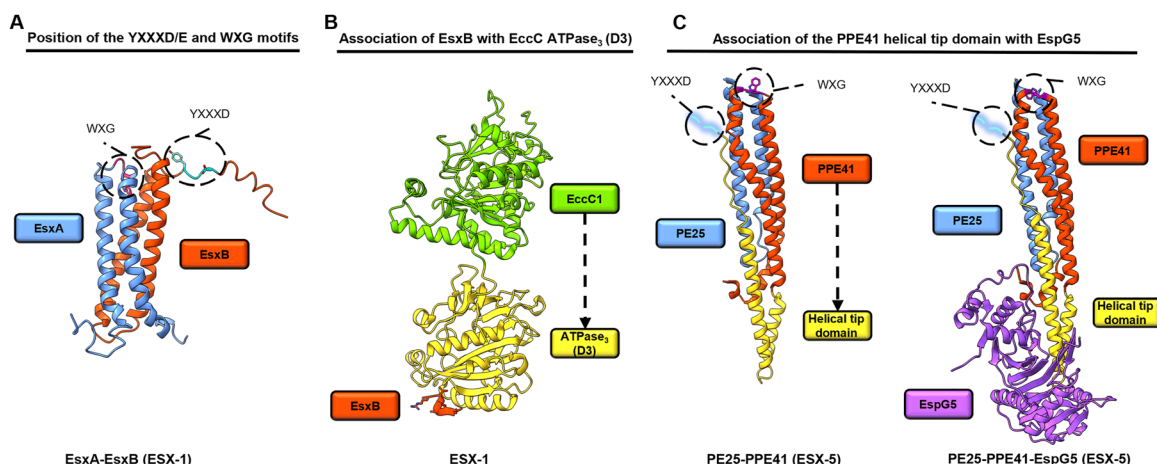 A
Position of the YXXXD/E and WXG motifs
WXG
YXXXD
EsxA
EsxB
EsxA-EsxB (ESX-1)
B
Association of EsxB with EccC ATPase₃ (D3)
EccC1
ATPase₃
(D3)
EsxB
ESX-1
C
Association of the PPE41 helical tip domain with EspG5
YXXXD
WXG
PPE41
PE25
Helical tip
domain
PE25-PPE41 (ESX-5)
YXXXD
WXG
PPE41
PE25
Helical tip
domain
EspG5
PE25-PPE41-EspG5 (ESX-5)